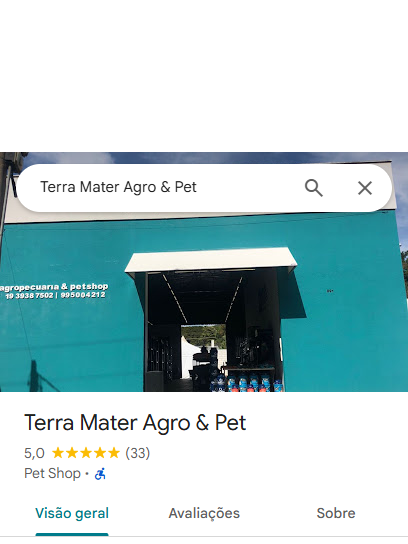 Terra Mater Agro & Pet
agropecuária & petshop
19 3938 7502 | 995004212
Terra Mater Agro & Pet
5,0 (33)
Pet Shop •
Visão geral
Avaliações
Sobre